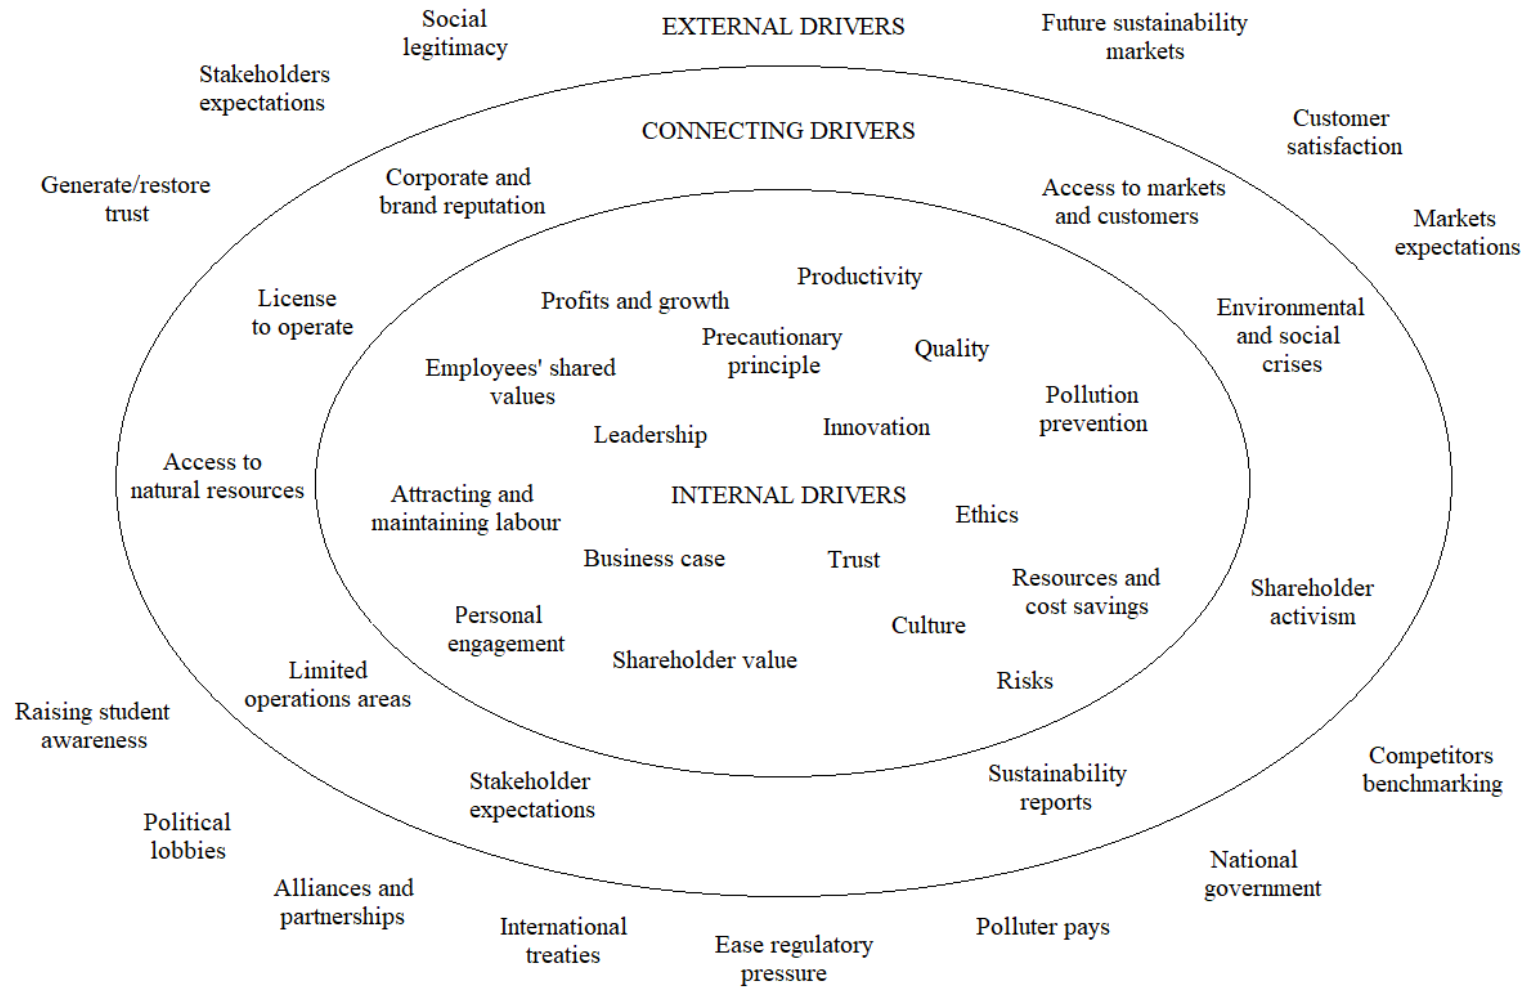 Social
legitimacy
EXTERNAL DRIVERS
Future sustainability
markets
Stakeholders
expectations
Customer
satisfaction
CONNECTING DRIVERS
Generate/restore
trust
Corporate and
brand reputation
Access to markets
and customers
Markets
expectations
License
to operate
Productivity
Profits and growth
Environmental
and social
crises
Precautionary
principle
Quality
Employees' shared
values
Pollution
prevention
Leadership
Innovation
Access to
natural resources
Attracting and
maintaining labour
INTERNAL DRIVERS
Ethics
Business case
Trust
Resources and
cost savings
Shareholder
activism
Personal
engagement
Culture
Shareholder value
Risks
Limited
operations areas
Raising student
awareness
Stakeholder
expectations
Sustainability
reports
Competitors
benchmarking
Political
lobbies
National
government
Alliances and
partnerships
International
treaties
Ease regulatory
pressure
Polluter pays